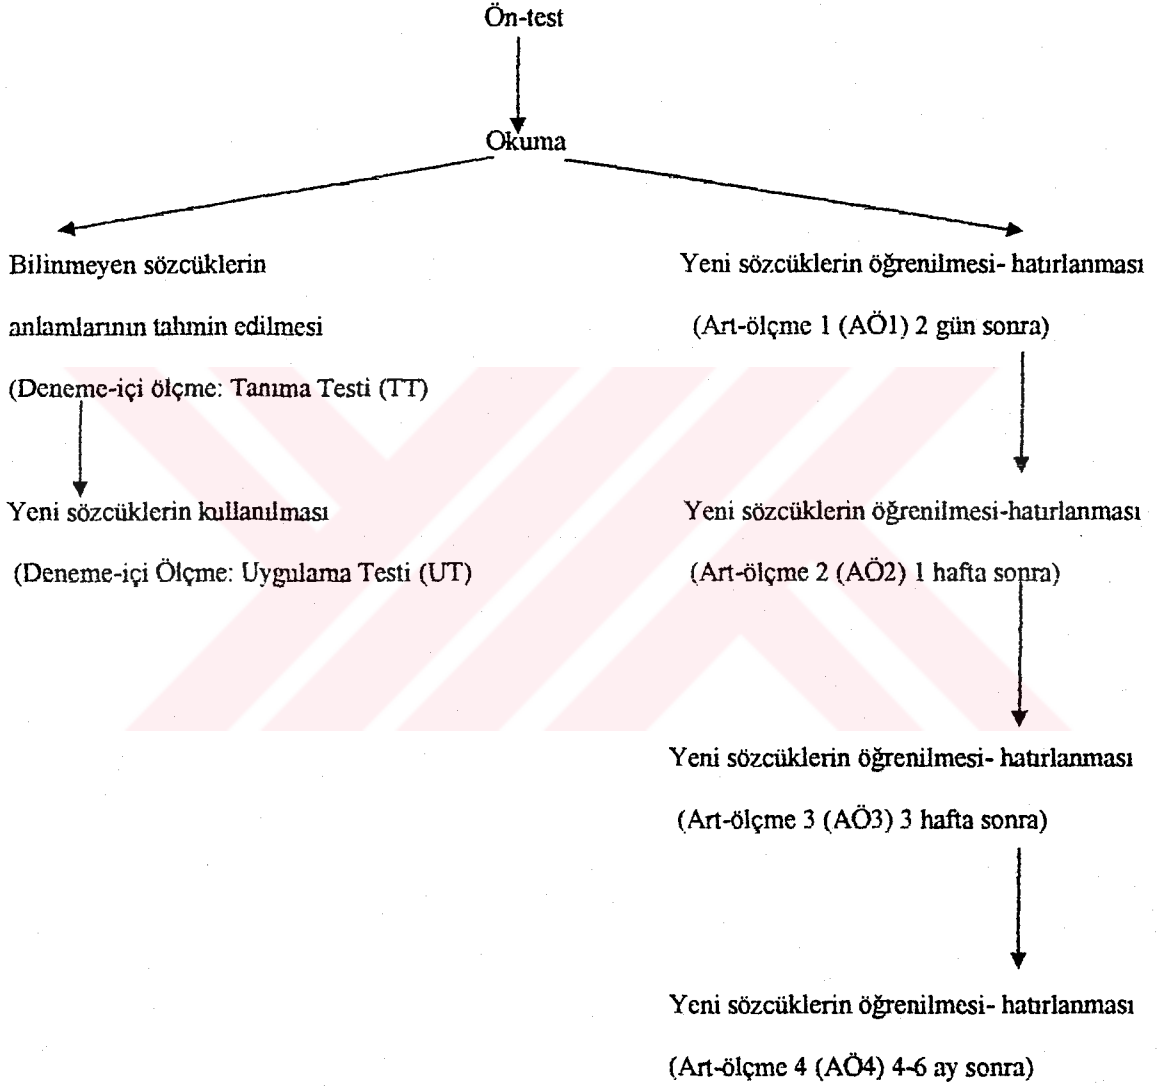 Ön-test
Okuma
Bilinmeyen sözcüklerin
anlamlarının tahmin edilmesi
(Deneme-içi ölçme: Tanıma Testi (TT)
Yeni sözcüklerin kullanılması
(Deneme-içi Ölçme: Uygulama Testi (UT)
Yeni sözcüklerin öğrenilmesi- hatırlanması
(Art-ölçme 1 (AÖ1) 2 gün sonra)
Yeni sözcüklerin öğrenilmesi-hatırlanması
(Art-ölçme 2 (AÖ2) 1 hafta sonra)
Yeni sözcüklerin öğrenilmesi- hatırlanması
(Art-ölçme 3 (AÖ3) 3 hafta sonra)
Yeni sözcüklerin öğrenilmesi- hatırlanması
(Art-ölçme 4 (AÖ4) 4-6 ay sonra)